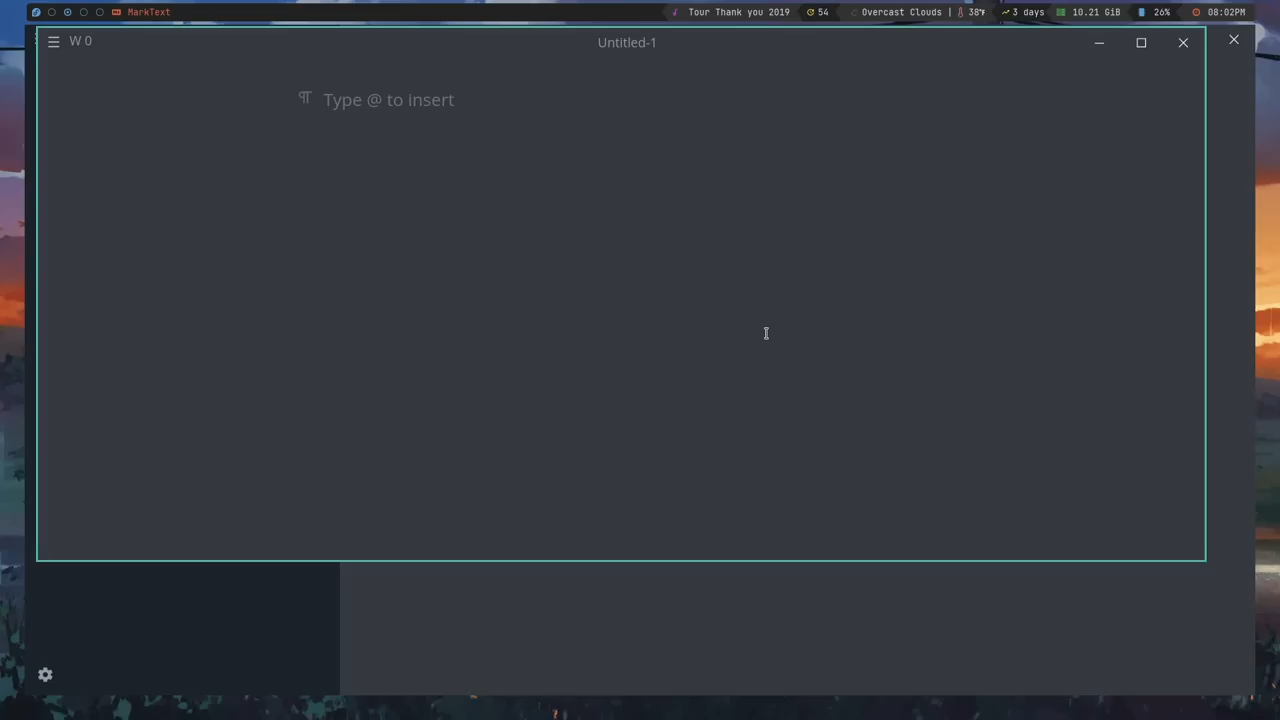 MarkText
Tour Thank you 2019
54
Overcast Clouds | 38°F
3 days
10.21 GiB
26%
08:02PM
W 0
Untitled-1
Type @ to insert